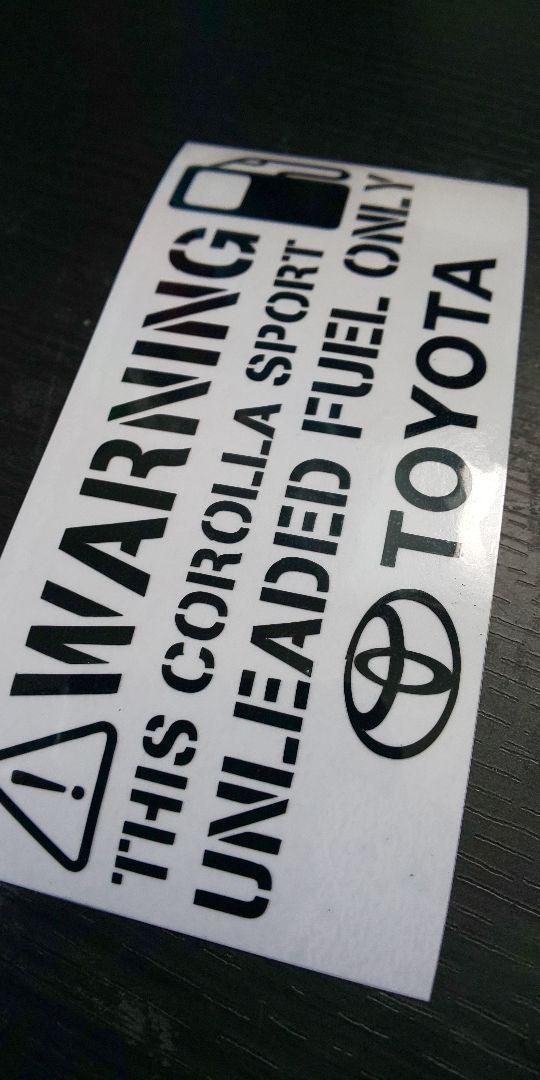 WARNING
THIS COROLLA SPORT
UNLEADED FUEL ONLY
TOYOTA